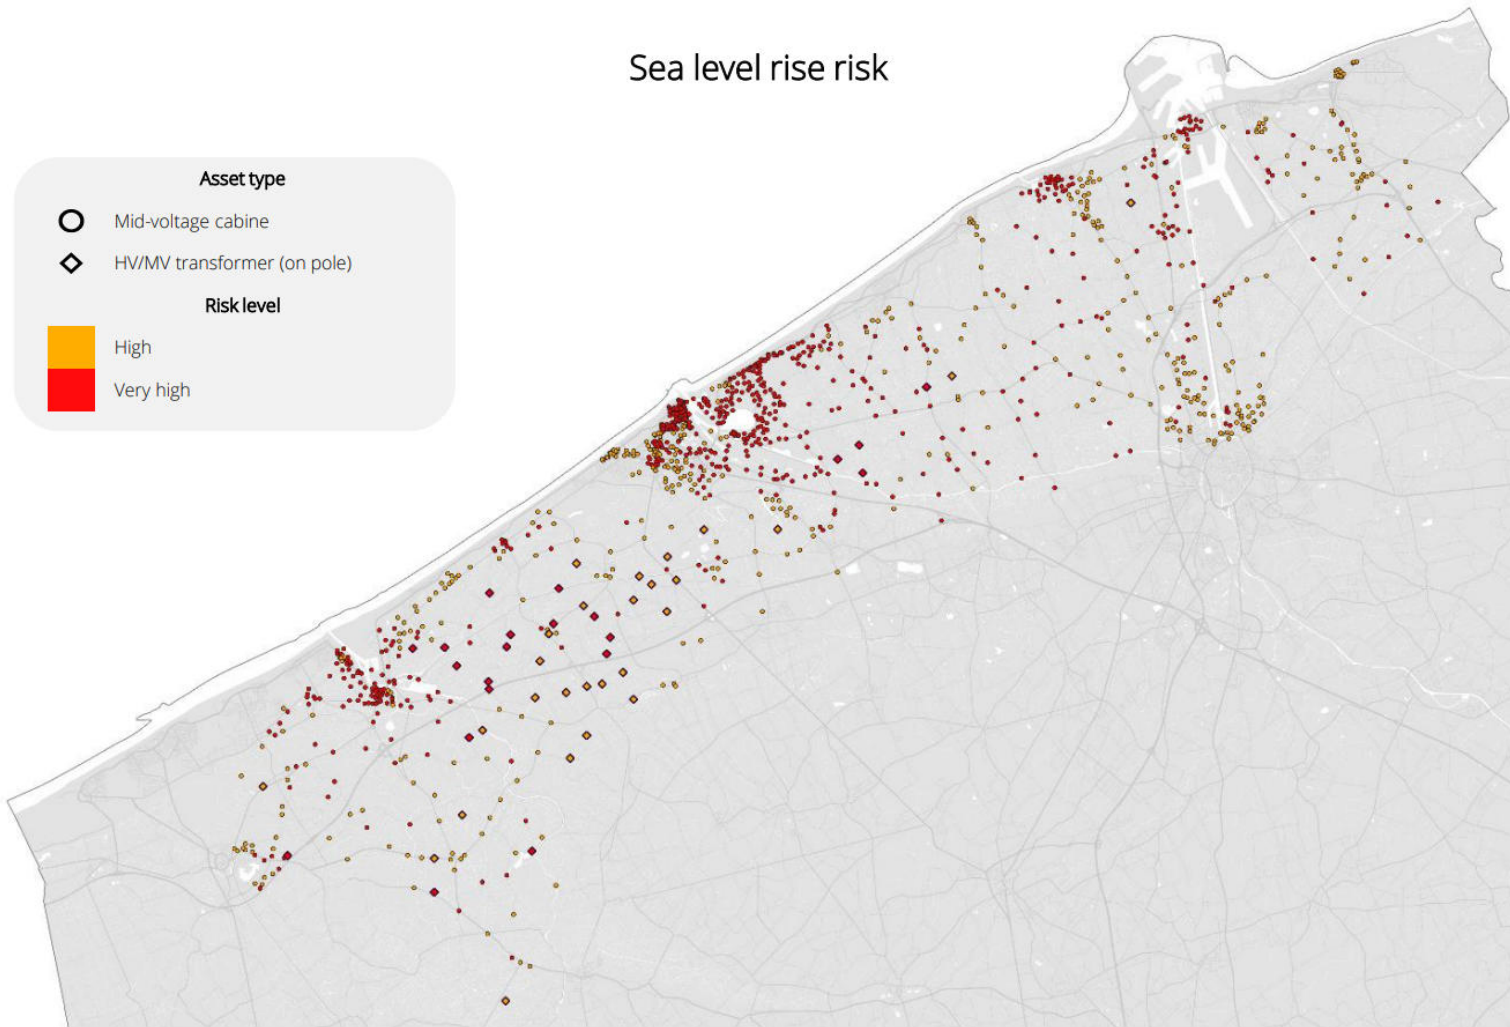 Sea level rise risk
Asset type
Mid-voltage cabine
HV/MV transformer (on pole)
Risk level
High
Very high